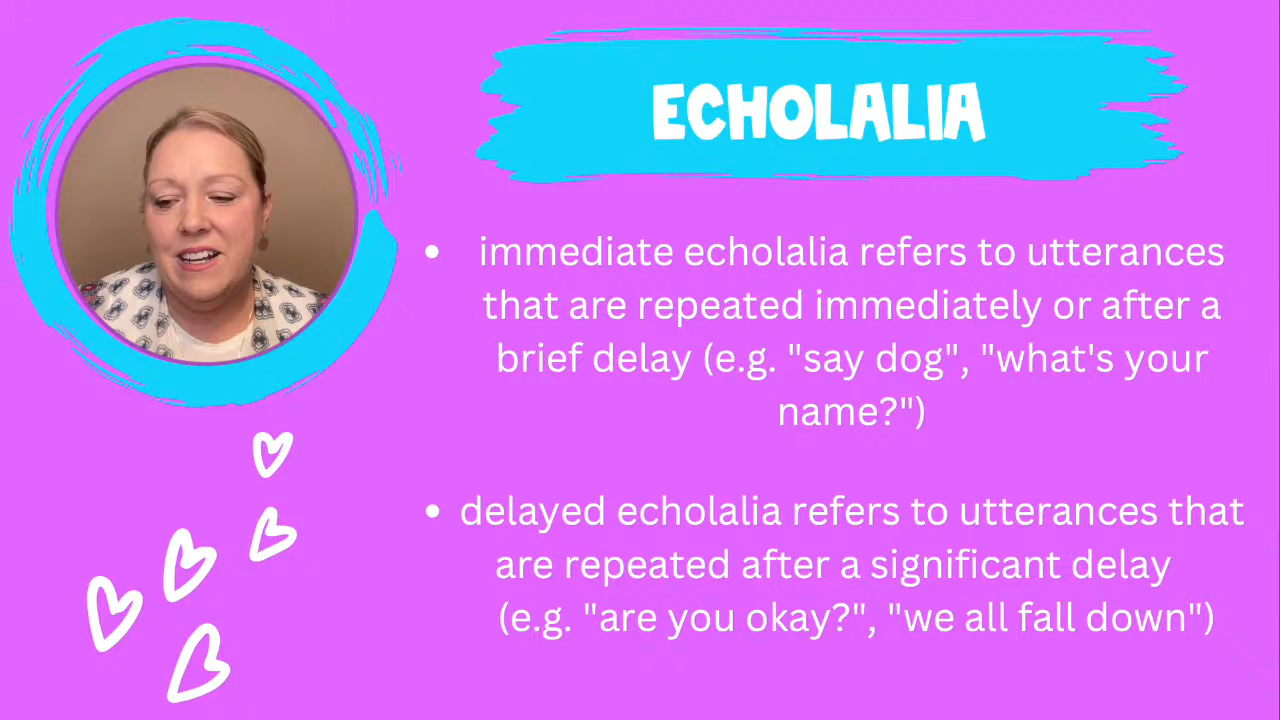 ECHOLALIA
• immediate echolalia refers to utterances
that are repeated immediately or after a
brief delay (e.g. "say dog", "what's your
name?")
• delayed echolalia refers to utterances that
are repeated after a significant delay
(e.g. "are you okay?", "we all fall down")